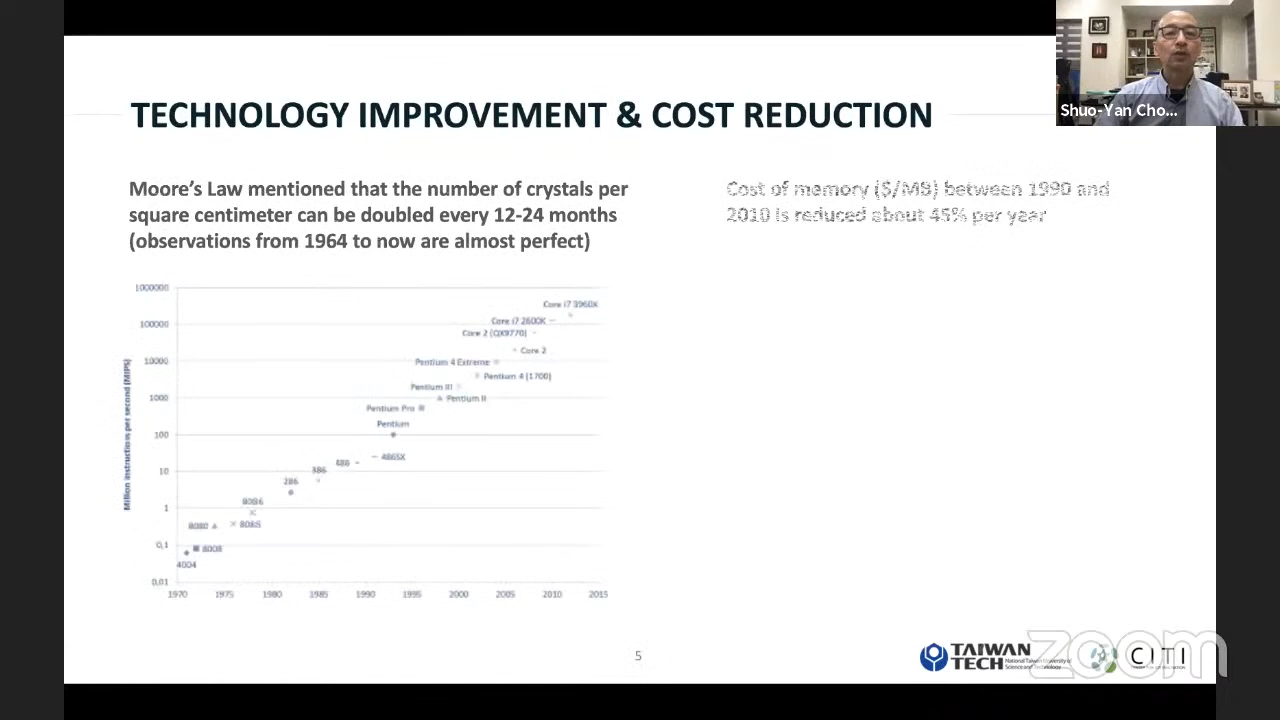 Shuo-Yan Cho...
TECHNOLOGY IMPROVEMENT & COST REDUCTION
Moore's Law mentioned that the number of crystals per
square centimeter can be doubled every 12-24 months
(observations from 1964 to now are almost perfect)
Cost of memory ($/MB) between 1990 and
2010 is reduced about 45% per year
Million instructions per second (MIPS)
1000000
100000
10000
1000
100
10
1
0,1
0,01
Core i7 3960X
Core i7 2600K
Core 2 (QX9770)
Core 2
Pentium 4 Extreme
Pentium 4 (1700)
Pentium III
Pentium II
Pentium Pro
Pentium
486SX
486
386
286
8086
8080
8085
8008
4004
1970
1975
1980
1985
1990
1995
2000
2005
2010
2015
5
TAIWAN
TECH
National Taiwan University of
Science and Technology
CITI
zoom